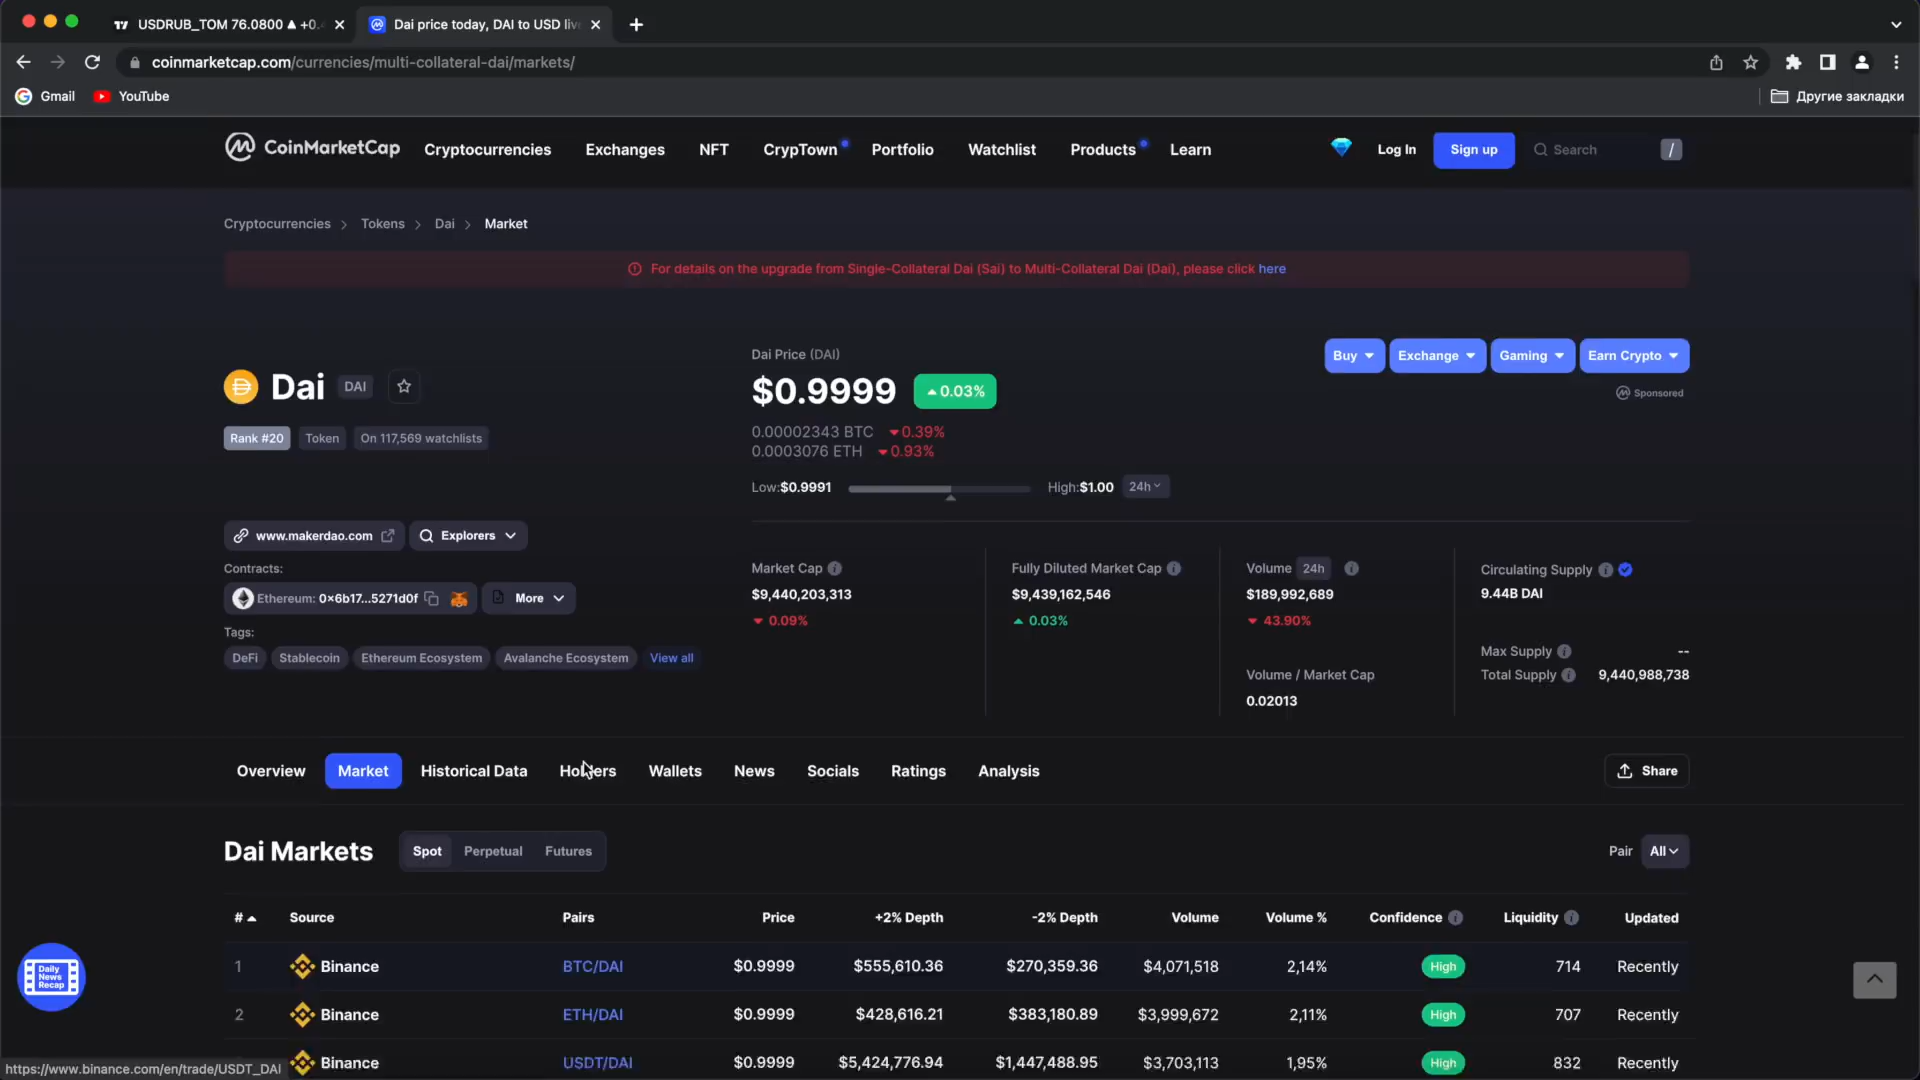 USDRUB_TOM 76.0800 ▲ +0.
Dai price today, DAI to USD liv
coinmarketcap.com/currencies/multi-collateral-dai/markets/
Gmail
YouTube
Другие закладки
CoinMarketCap
Cryptocurrencies
Exchanges
NFT
CrypTown
Portfolio
Watchlist
Products
Learn
Log In
Sign up
Search
/
Cryptocurrencies > Tokens > Dai > Market
For details on the upgrade from Single-Collateral Dai (Sai) to Multi-Collateral Dai (Dai), please click here
Dai DAI
Rank #20
Token
On 117,569 watchlists
Dai Price (DAI)
$0.9999 0.03%
0.00002343 BTC 0.39%
0.0003076 ETH 0.93%
Low:$0.9991 High:$1.00 24h
Buy
Exchange
Gaming
Earn Crypto
Sponsored
www.makerdao.com
Explorers
Contracts:
Ethereum: 0x6b17...5271d0f
More
Tags:
DeFi
Stablecoin
Ethereum Ecosystem
Avalanche Ecosystem
View all
Market Cap
$9,440,203,313
0.09%
Fully Diluted Market Cap
$9,439,162,546
0.03%
Volume 24h
$189,992,689
43.90%
Volume / Market Cap
0.02013
Circulating Supply
9.44B DAI
Max Supply --
Total Supply 9,440,988,738
Overview
Market
Historical Data
Holders
Wallets
News
Socials
Ratings
Analysis
Share
Dai Markets
Spot
Perpetual
Futures
Pair All
# Source Pairs Price +2% Depth -2% Depth Volume Volume % Confidence Liquidity Updated
1 Binance BTC/DAI $0.9999 $555,610.36 $270,359.36 $4,071,518 2,14% High 714 Recently
2 Binance ETH/DAI $0.9999 $428,616.21 $383,180.89 $3,999,672 2,11% High 707 Recently
Binance USDT/DAI $0.9999 $5,424,776.94 $1,447,488.95 $3,703,113 1,95% High 832 Recently
Daily
News
Recap
https://www.binance.com/en/trade/USDT_DAI